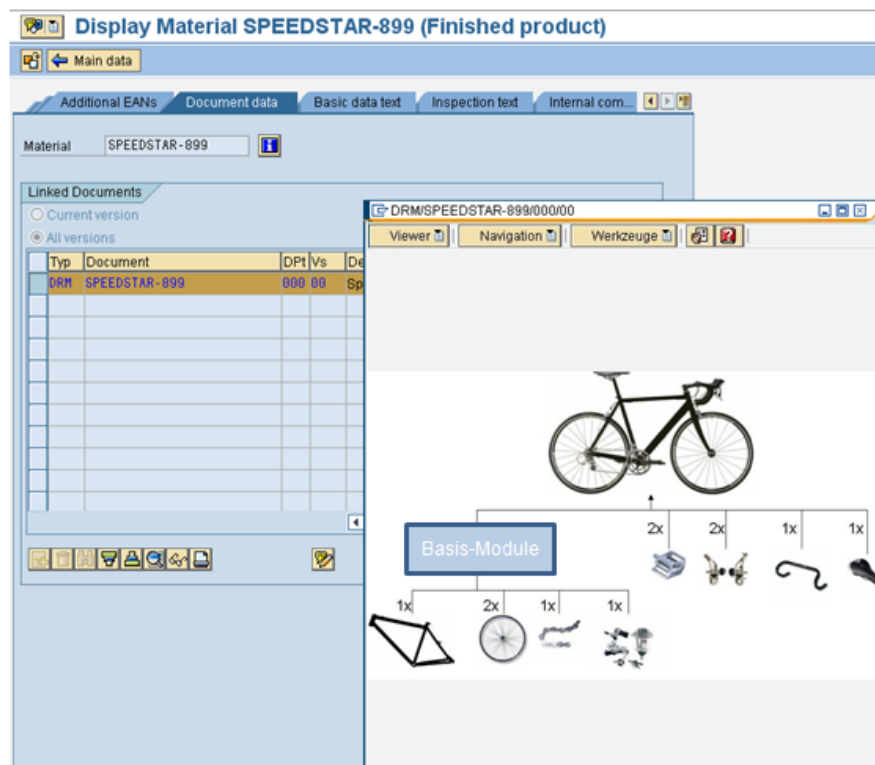 Display Material SPEEDSTAR-899 (Finished product)
Main data
Additional EANs Document data Basic data text Inspection text Internal com...
Material SPEEDSTAR-899
Linked Documents
Current version
All versions
Typ Document DPt Vs De
DRM SPEEDSTAR-899 000 00 Sp
DRM/SPEEDSTAR-899/000/00
Viewer Navigation Werkzeuge
2x 2x 1x 1x
Basis-Module
1x 2x 1x 1x